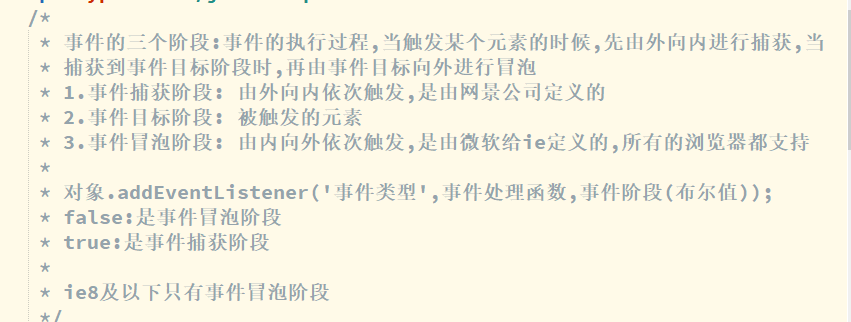 /*
* 事件的三个阶段:事件的执行过程,当触发某个元素的时候,先由外向内进行捕获,当
* 捕获到事件目标阶段时,再由事件目标向外进行冒泡
* 1.事件捕获阶段: 由外向内依次触发,是由网景公司定义的
* 2.事件目标阶段: 被触发的元素
* 3.事件冒泡阶段: 由内向外依次触发,是由微软给ie定义的,所有的浏览器都支持
*
* 对象.addEventListener('事件类型',事件处理函数,事件阶段(布尔值));
* false:是事件冒泡阶段
* true:是事件捕获阶段
*
* ie8及以下只有事件冒泡阶段
*/